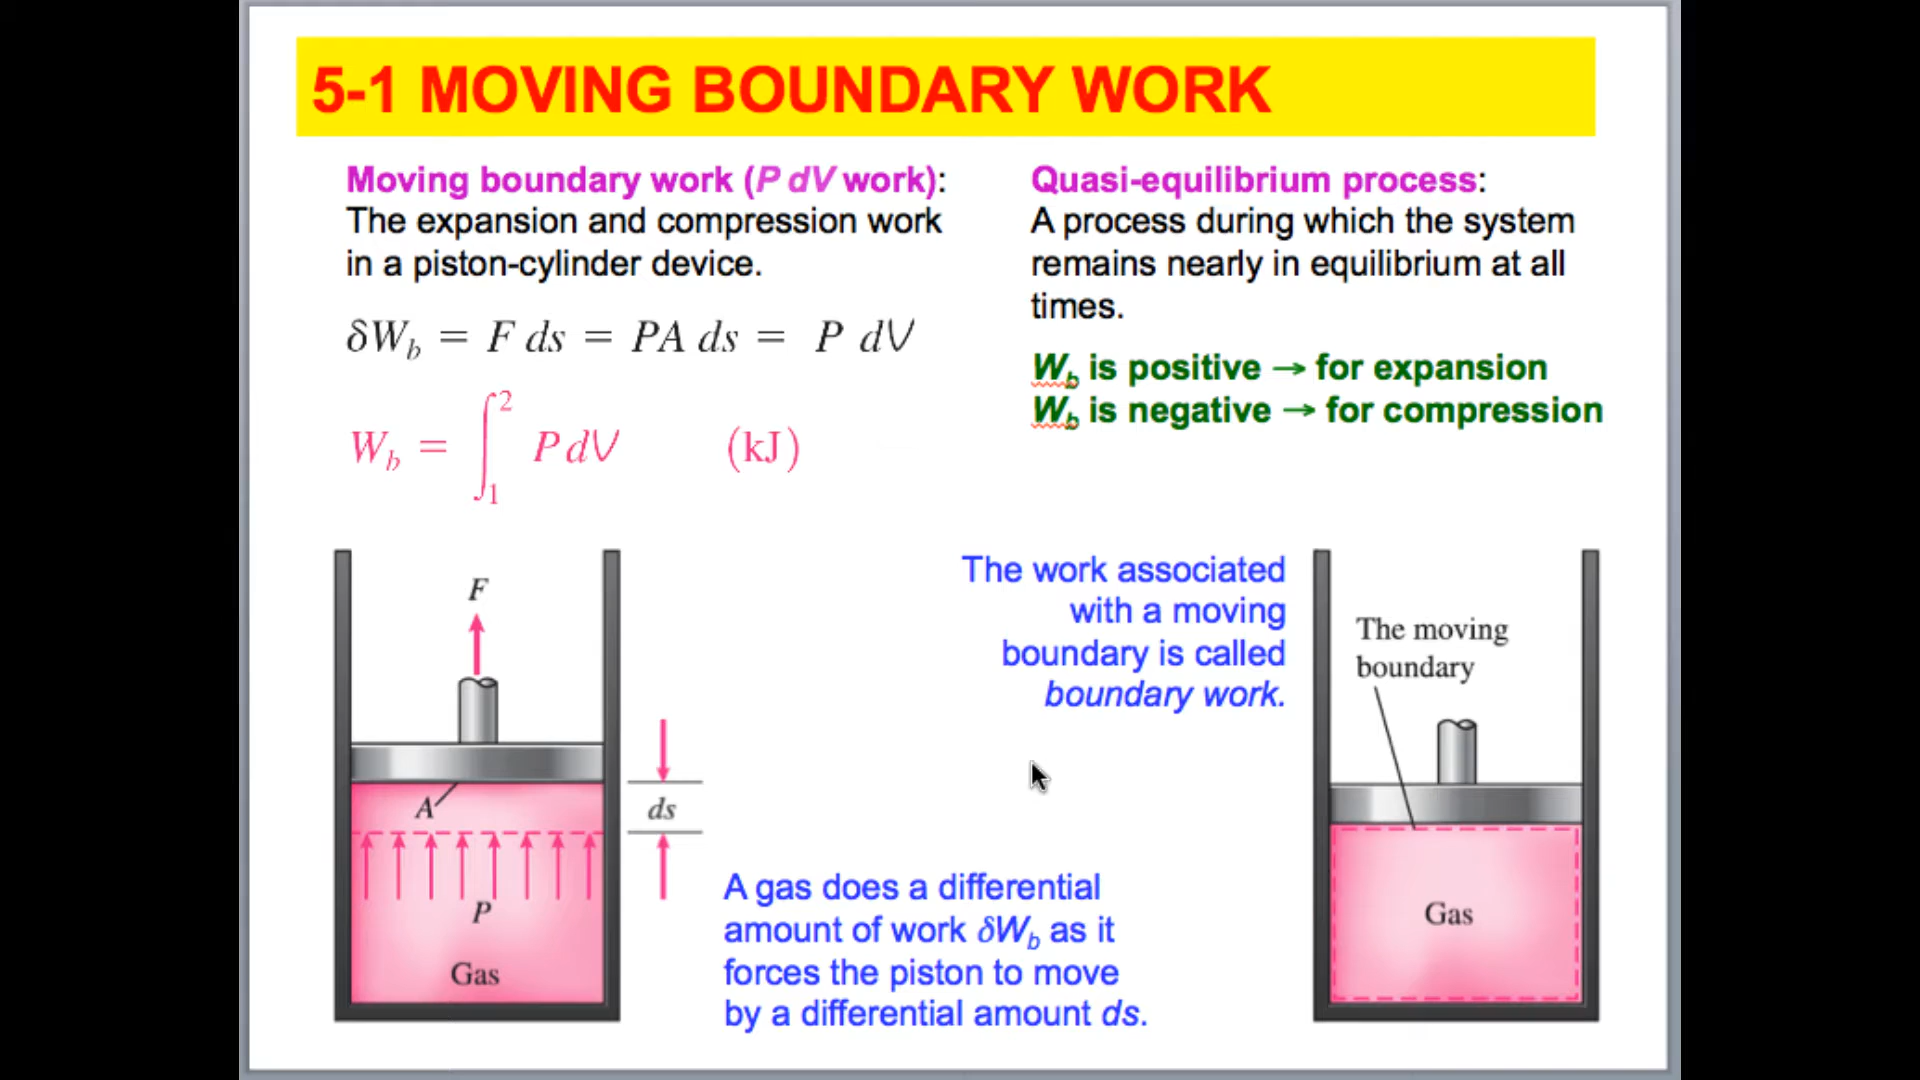 5-1 MOVING BOUNDARY WORK
Moving boundary work (P dV work):
The expansion and compression work
in a piston-cylinder device.
δW_b = F ds = PA ds = P dV
W_b = ∫_1^2 P dV (kJ)
Quasi-equilibrium process:
A process during which the system
remains nearly in equilibrium at all
times.
W_b is positive → for expansion
W_b is negative → for compression
F
A
ds
P
Gas
The work associated
with a moving
boundary is called
boundary work.
A gas does a differential
amount of work δW_b as it
forces the piston to move
by a differential amount ds.
The moving
boundary
Gas